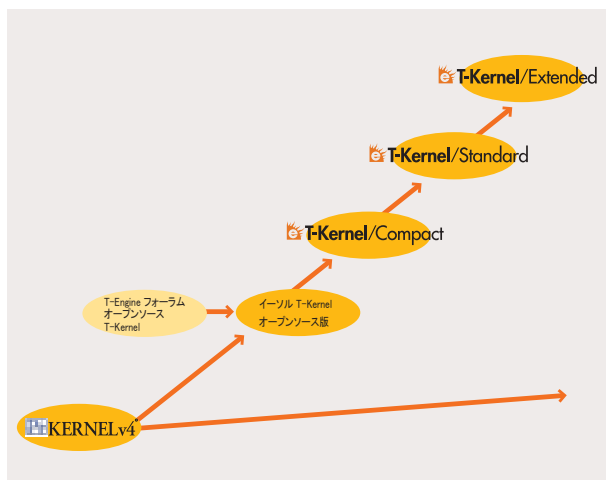 e T-Kernel/Extended
e T-Kernel/Standard
e T-Kernel/Compact
T-Engine フォーラム
オープンソース
T-Kernel
イーソル T-Kernel
オープンソース版
KERNELv4